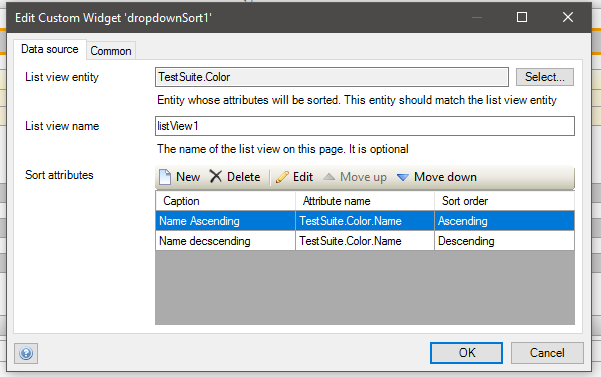 Edit Custom Widget 'dropdownSort1'
Data source Common
List view entity TestSuite.Color Select...
Entity whose attributes will be sorted. This entity should match the list view entity
List view name listView1
The name of the list view on this page. It is optional
Sort attributes New Delete Edit Move up Move down
Caption Attribute name Sort order
Name Ascending TestSuite.Color.Name Ascending
Name decscending TestSuite.Color.Name Descending
? OK Cancel